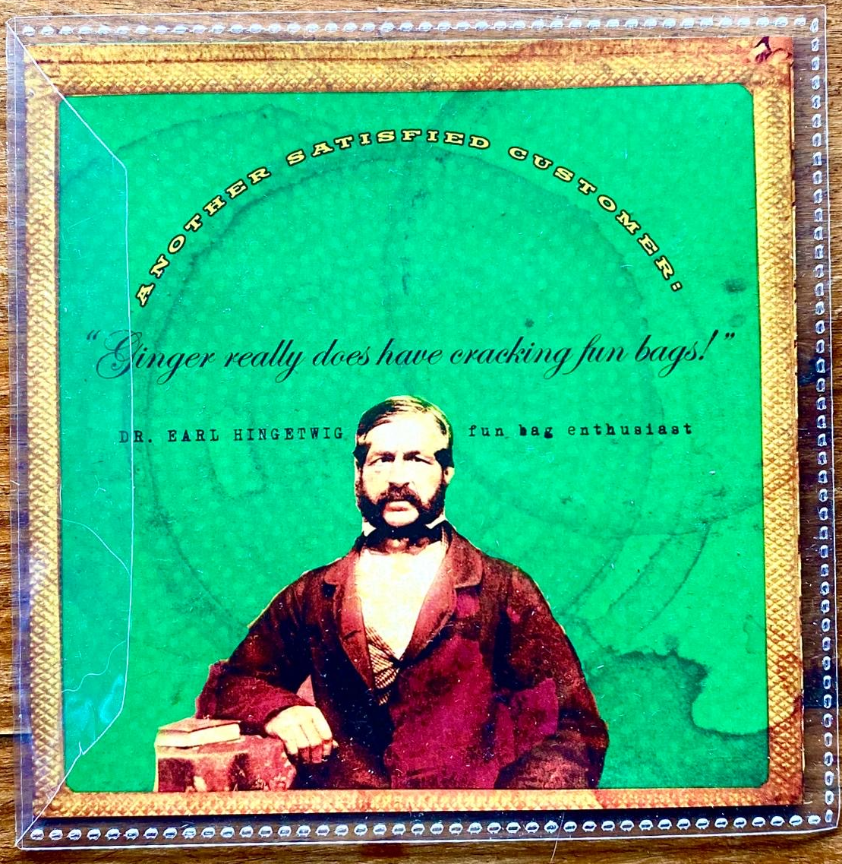 ANOTHER SATISFIED CUSTOMER:
“Ginger really does have cracking fun bags!”
DR. EARL HINGETWIG fun bag enthusiast